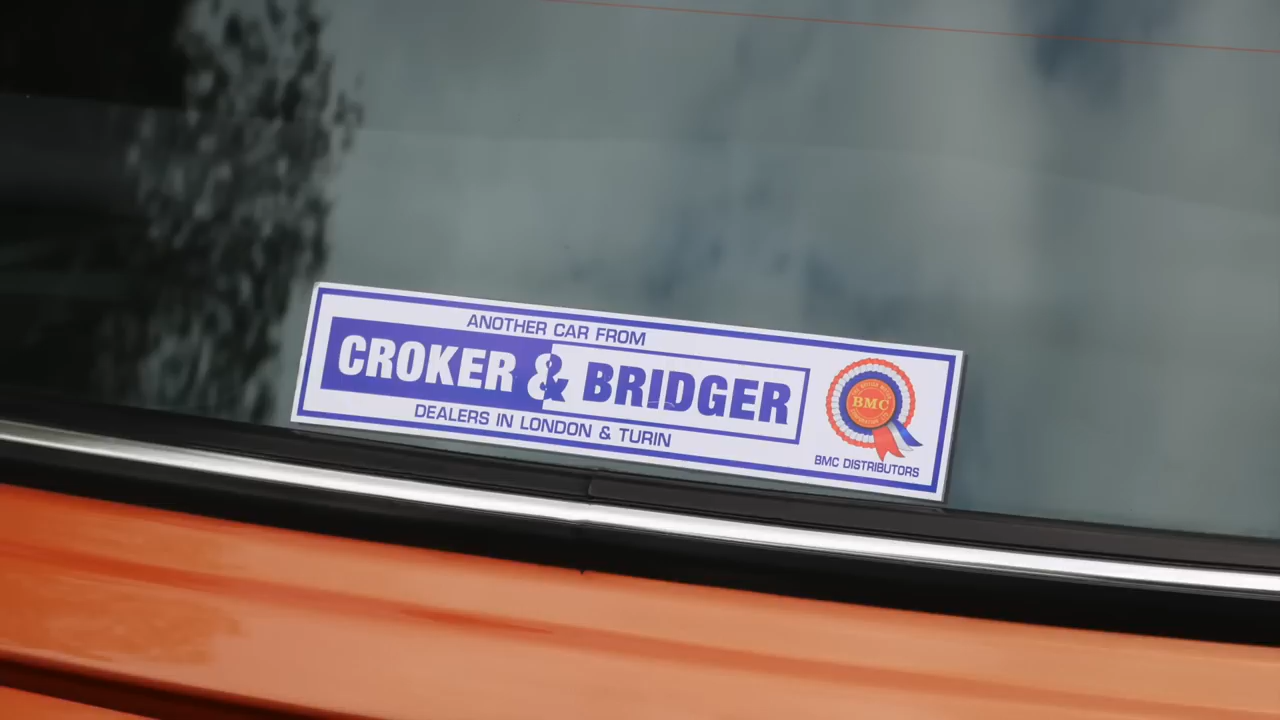 ANOTHER CAR FROM
CROKER & BRIDGER
DEALERS IN LONDON & TURIN
BMC
BMC DISTRIBUTORS